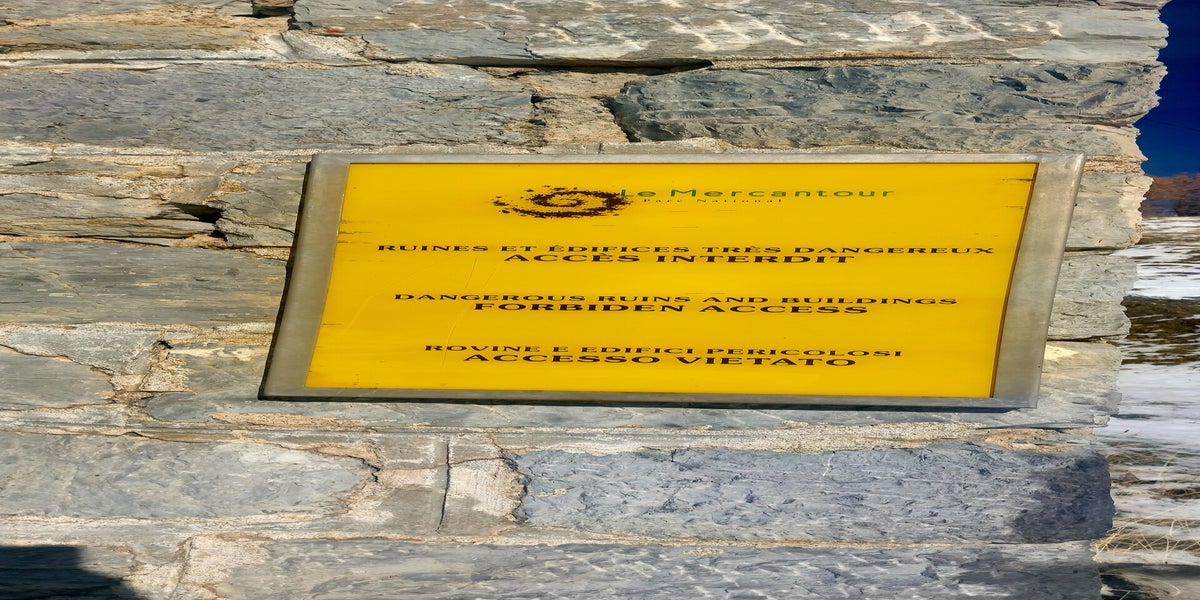 Le Mercantour
Parc National
RUINES ET ÉDIFICES TRÈS DANGEREUX
ACCÈS INTERDIT
DANGEROUS RUINS AND BUILDINGS
FORBIDEN ACCESS
ROVINE E EDIFICI PERICOLOSI
ACCESSO VIETATO